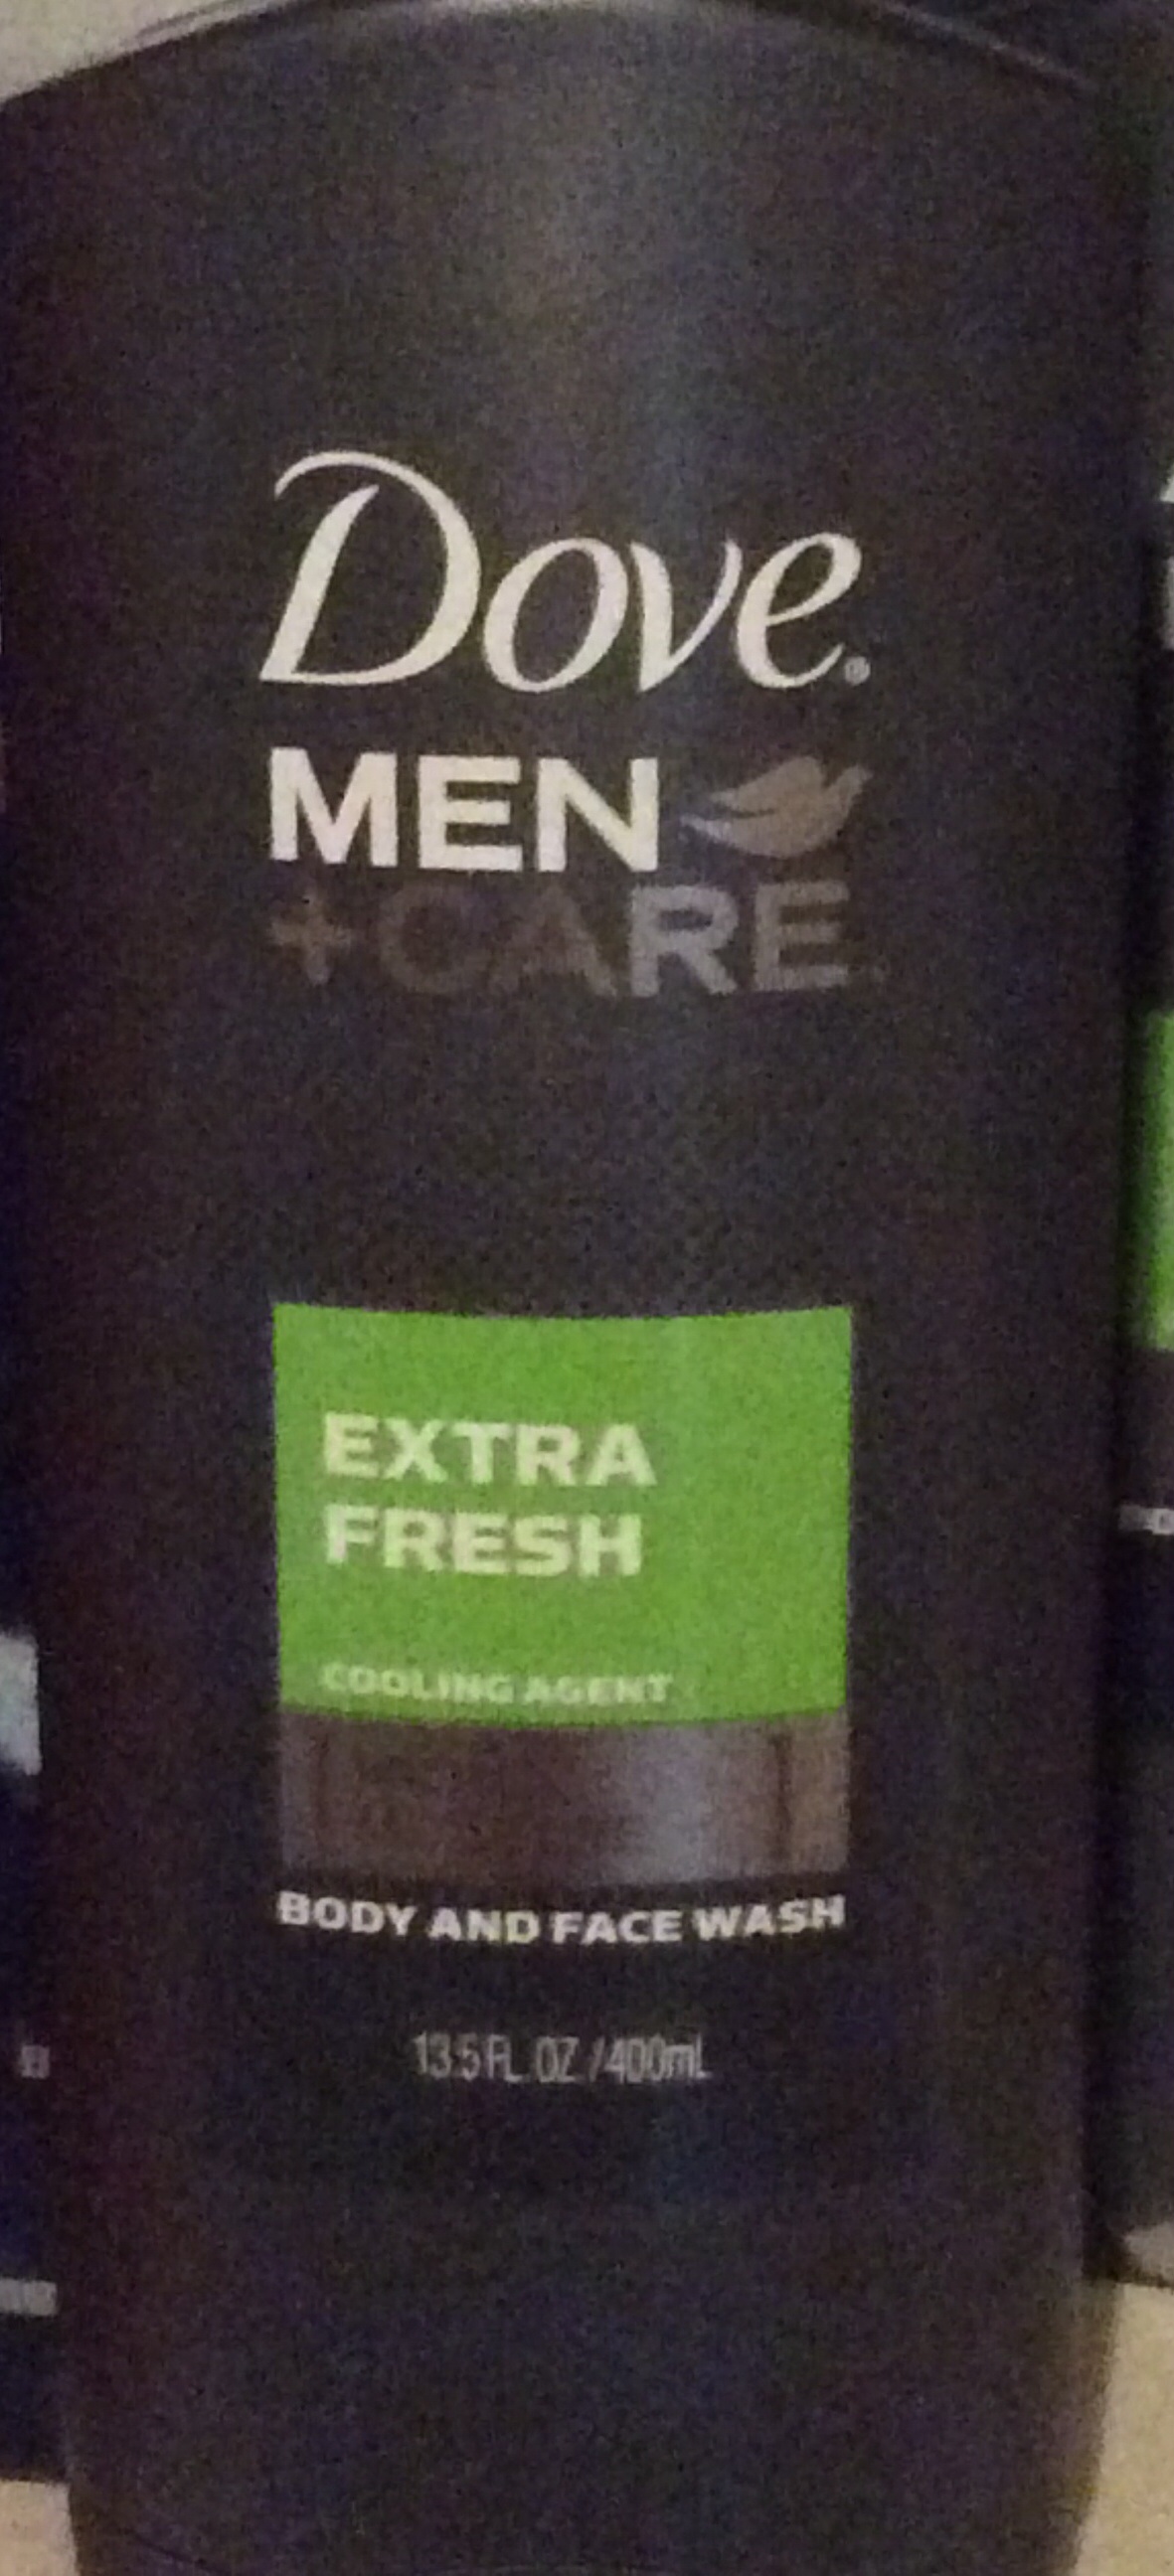 Dove®
MEN
+CARE
EXTRA
FRESH
COOLING AGENT
BODY AND FACE WASH
13.5 FL OZ / 400mL